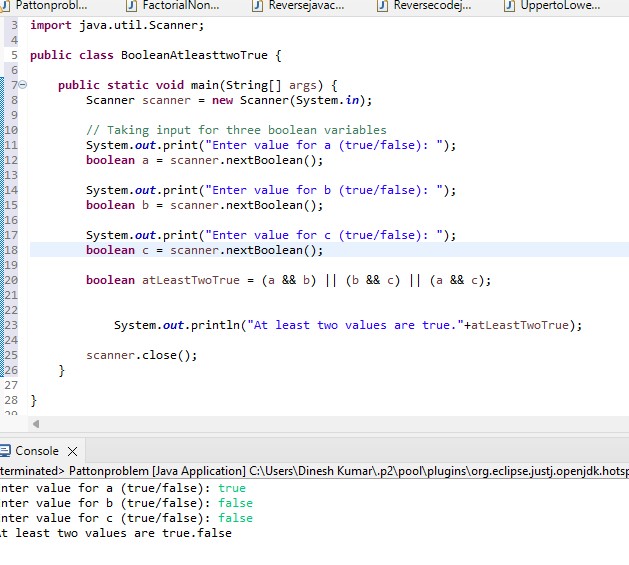 Pattonprobl... FactorialNon... Reversejavac... Reversecodej... UppertoLowe...
3 import java.util.Scanner;
4
5 public class BooleanAtleasttwoTrue {
6
7 public static void main(String[] args) {
8 Scanner scanner = new Scanner(System.in);
9
10 // Taking input for three boolean variables
11 System.out.print("Enter value for a (true/false): ");
12 boolean a = scanner.nextBoolean();
13
14 System.out.print("Enter value for b (true/false): ");
15 boolean b = scanner.nextBoolean();
16
17 System.out.print("Enter value for c (true/false): ");
18 boolean c = scanner.nextBoolean();
19
20 boolean atLeastTwoTrue = (a && b) || (b && c) || (a && c);
21
22
23 System.out.println("At least two values are true."+atLeastTwoTrue);
24
25 scanner.close();
26 }
27
28 }
Console
terminated> Pattonproblem [Java Application] C:\Users\Dinesh Kumar\.p2\pool\plugins\org.eclipse.justj.openjdk.hotsp
nter value for a (true/false): true
nter value for b (true/false): false
nter value for c (true/false): false
t least two values are true.false